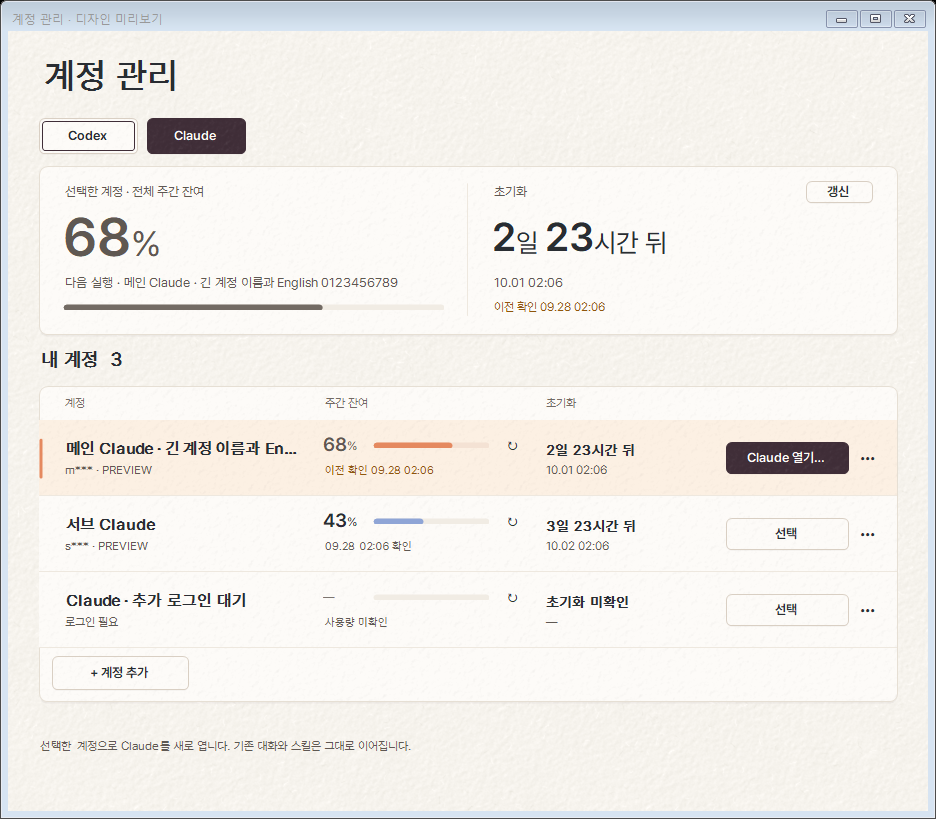 계정 관리 · 디자인 미리보기
계정 관리
Codex
Claude
선택한 계정 · 전체 주간 잔여
68%
다음 실행 · 메인 Claude · 긴 계정 이름과 English 0123456789
초기화
갱신
2일 23시간 뒤
10.01 02:06
이전 확인 09.28 02:06
내 계정 3
계정 주간 잔여 초기화
메인 Claude · 긴 계정 이름과 En...
m*** · PREVIEW
68%
↻
이전 확인 09.28 02:06
2일 23시간 뒤
10.01 02:06
Claude 열기...
...
서브 Claude
s*** · PREVIEW
43%
↻
09.28 02:06 확인
3일 23시간 뒤
10.02 02:06
선택
...
Claude · 추가 로그인 대기
로그인 필요
—
↻
사용량 미확인
초기화 미확인
—
선택
...
+ 계정 추가
선택한 계정으로 Claude를 새로 엽니다. 기존 대화와 스킬은 그대로 이어집니다.